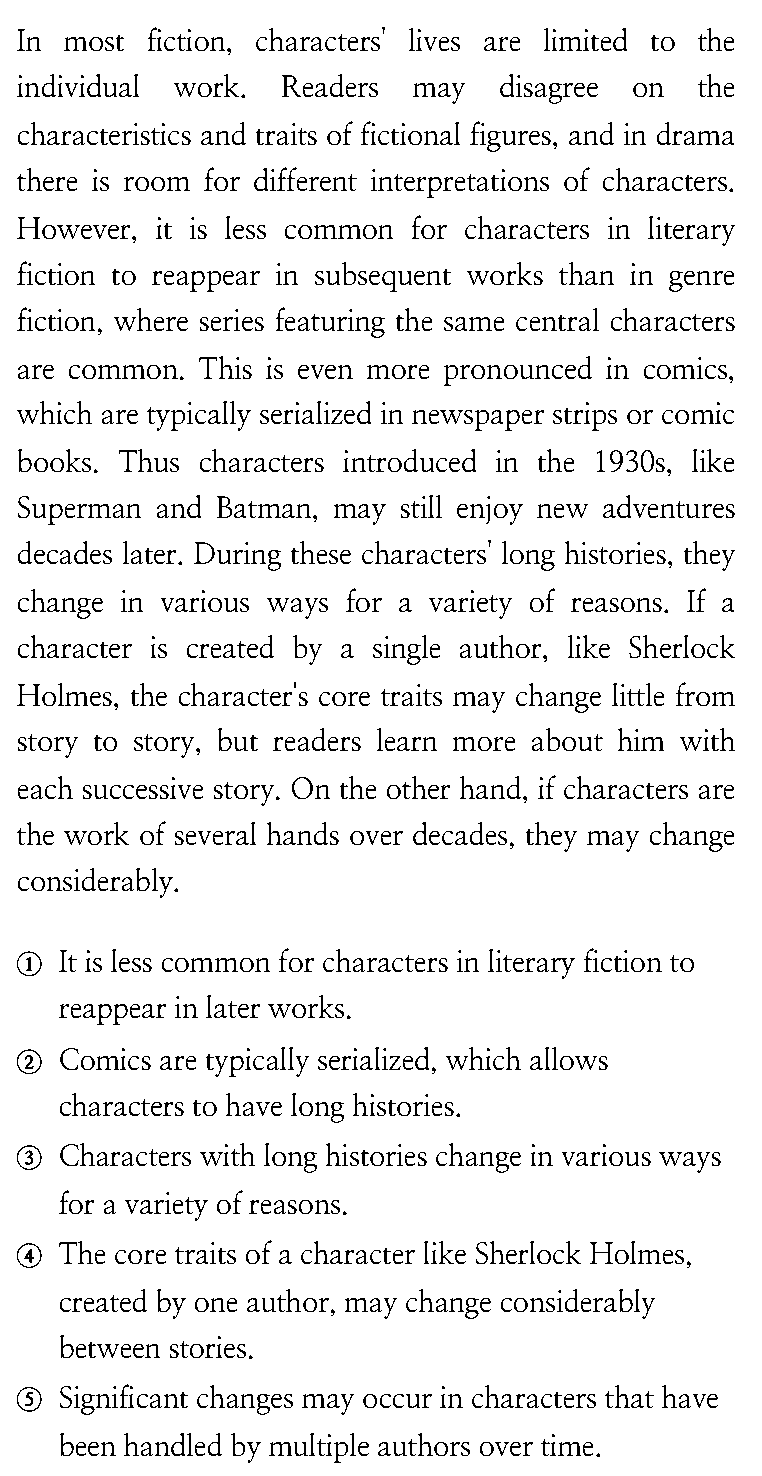 In most fiction, characters' lives are limited to the
individual work. Readers may disagree on the
characteristics and traits of fictional figures, and in drama
there is room for different interpretations of characters.
However, it is less common for characters in literary
fiction to reappear in subsequent works than in genre
fiction, where series featuring the same central characters
are common. This is even more pronounced in comics,
which are typically serialized in newspaper strips or comic
books. Thus characters introduced in the 1930s, like
Superman and Batman, may still enjoy new adventures
decades later. During these characters' long histories, they
change in various ways for a variety of reasons. If a
character is created by a single author, like Sherlock
Holmes, the character's core traits may change little from
story to story, but readers learn more about him with
each successive story. On the other hand, if characters are
the work of several hands over decades, they may change
considerably.
① It is less common for characters in literary fiction to
reappear in later works.
② Comics are typically serialized, which allows
characters to have long histories.
③ Characters with long histories change in various ways
for a variety of reasons.
④ The core traits of a character like Sherlock Holmes,
created by one author, may change considerably
between stories.
⑤ Significant changes may occur in characters that have
been handled by multiple authors over time.